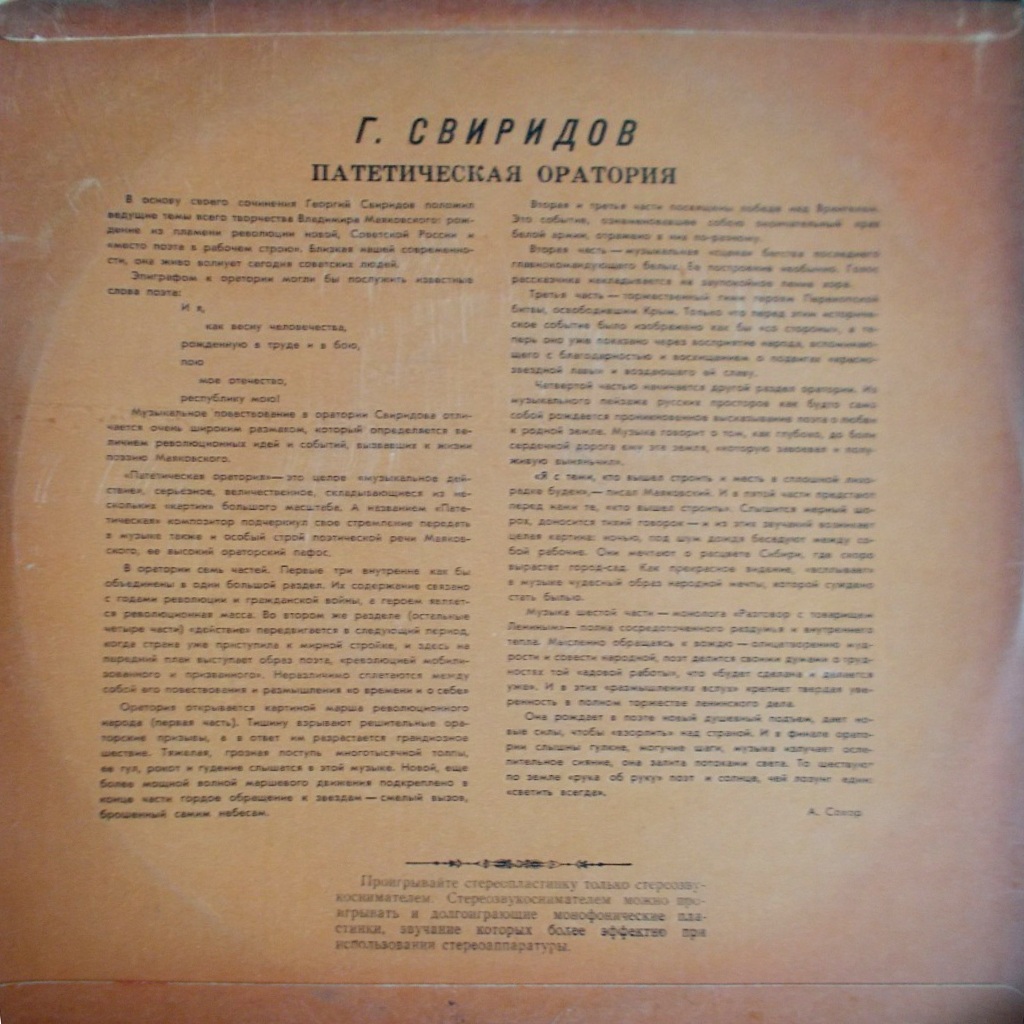 Г. СВИРИДОВ
ПАТЕТИЧЕСКАЯ ОРАТОРИЯ
В основу своего сочинения Георгий Свиридов положил
ведущие темы всего творчества Владимира Маяковского: рож-
дение из пламени революции новой, Советской России и
«место поэта в рабочем строю». Близкая нашей современно-
сти, она живо волнует сегодня советских людей.
Эпиграфом к оратории могли бы послужить известные
слова поэта:
И я,
как весну человечества,
рожденную в труде и в бою,
пою
мое отечество,
республику мою!
Музыкальное повествование в оратории Свиридова отли-
чается очень широким размахом, который определяется ве-
личием революционных идей и событий, вызвавших к жизни
поэзию Маяковского.
«Патетическая оратория»— это целое «музыкальное дей-
ствие», серьезное, величественное, складывающееся из не-
скольких «картин» большого масштаба. А названием «Пате-
тическая» композитор подчеркнул свое стремление передать
в музыке также и особый строй поэтической речи Маяков-
ского, ее высокий ораторский пафос.
В оратории семь частей. Первые три внутренне как бы
объединены в один большой раздел. Их содержание связано
с годами революции и гражданской войны, а героем являет-
ся революционная масса. Во втором же разделе (остальные
четыре части) «действие» передвигается в следующий период,
когда страна уже приступила к мирной стройке, и здесь на
передний план выступает образ поэта, «революцией мобили-
зованного и призванного». Неразлично сплетаются между
собой его повествования и размышления «о времени и о себе»
Оратория открывается картиной марша революционного
народа (первая часть). Тишину взрывают решительные ора-
торские призывы, а в ответ им разрастается грандиозное
шествие. Тяжелая, грозная поступь многотысячной толпы,
ее гул, рокот и гудение слышатся в этой музыке. Новой, еще
более мощной волной маршевого движения подкреплено в
конце части гордое обращение к звездам — смелый вызов,
брошенный самим небесам.
Вторая и третья части посвящены победе над Врангелем.
Это событие, ознаменовавшее собою окончательный крах
белой армии, отражено в них по-разному.
Вторая часть — музыкальная «сцена» бегства последнего
главнокомандующего белых. Ее построение необычно. Голос
рассказчика накладывается на заупокойное пение хора.
Третья часть — торжественный гимн героям Перекопской
битвы, освободившим Крым. Только что перед этим историче-
ское событие было изображено как бы «со стороны», а те-
перь оно уже показано через восприятие народа, вспоминаю-
щего с благодарностью и восхищением о подвигах «красно-
звездной лавы» и воздающего ей славу.
Четвертой частью начинается другой раздел оратории. Из
музыкального пейзажа русских просторов как будто само
собой рождается проникновенное высказывание поэта о любви
к родной земле. Музыка говорит о том, как глубоко, до боли
сердечной дорога ему эта земля, «которую завоевал и полу-
живую вынянчил».
«Я с теми, кто вышел строить и месть в сплошной лихо-
радке буден»,— писал Маяковский. И в пятой части предстают
перед нами те, «кто вышел строить». Слышится мерный шо-
рох, доносится тихий говорок — и из этих звучаний возникает
целая картина: ночью, под шум дождя беседуют между со-
бой рабочие. Они мечтают о расцвете Сибири, где скоро
вырастет город-сад. Как прекрасное видение, «всплывает»
в музыке чудесный образ народной мечты, которой суждено
стать былью.
Музыка шестой части — монолога «Разговор с товарищем
Лениным»— полна сосредоточенного раздумья и внутреннего
тепла. Мысленно обращаясь к вождю — олицетворению муд-
рости и совести народной, поэт делится своими думами о труд-
ностях той «адовой работы», что «будет сделана и делается
уже». И в этих «размышлениях вслух» крепнет твердая уве-
ренность в полном торжестве ленинского дела.
Она рождает в поэте новый душевный подъем, дает но-
вые силы, чтобы «взорлить» над страной. И в финале орато-
рии слышны гулкие, могучие шаги, музыка излучает осле-
пительное сияние, она залита потоками света. То шествуют
по земле «рука об руку» поэт и солнце, чей лозунг один:
«светить всегда».
А. Сохор
Проигрывайте стереопластинку только стереозву-
коснимателем. Стереозвукоснимателем можно про-
игрывать и долгоиграющие монофонические пла-
стинки, звучание которых более эффектно при
использовании стереоаппаратуры.